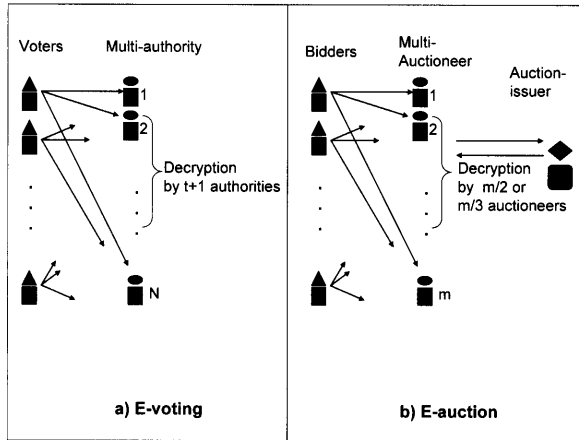 Voters
Multi-authority
1
2
Decryption
by t+1 authorities
N
a) E-voting
Bidders
Multi-
Auctioneer
Auction-
issuer
1
2
Decryption
by m/2 or
m/3 auctioneers
m
b) E-auction